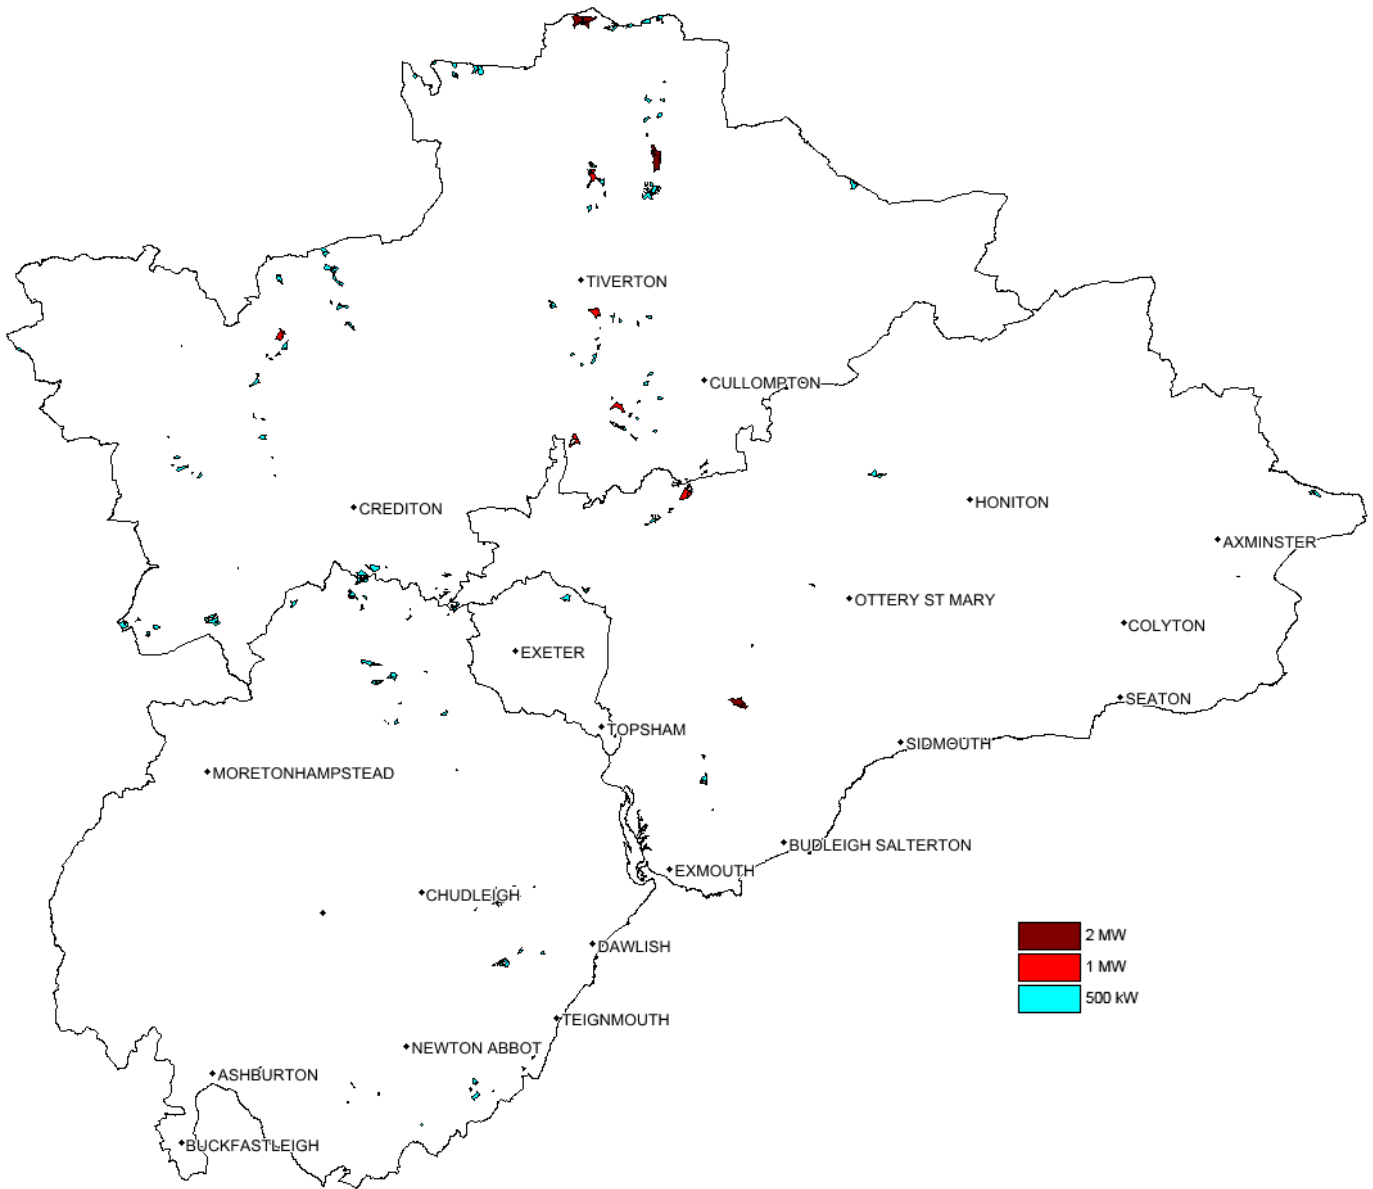 TIVERTON
CULLOMPTON
CREDITON
HONITON
AXMINSTER
OTTERY ST MARY
COLYTON
EXETER
SEATON
TOPSHAM
SIDMOUTH
MORETONHAMPSTEAD
BUDLEIGH SALTERTON
EXMOUTH
CHUDLEIGH
DAWLISH
2 MW
1 MW
500 kW
TEIGNMOUTH
NEWTON ABBOT
ASHBURTON
BUCKFASTLEIGH